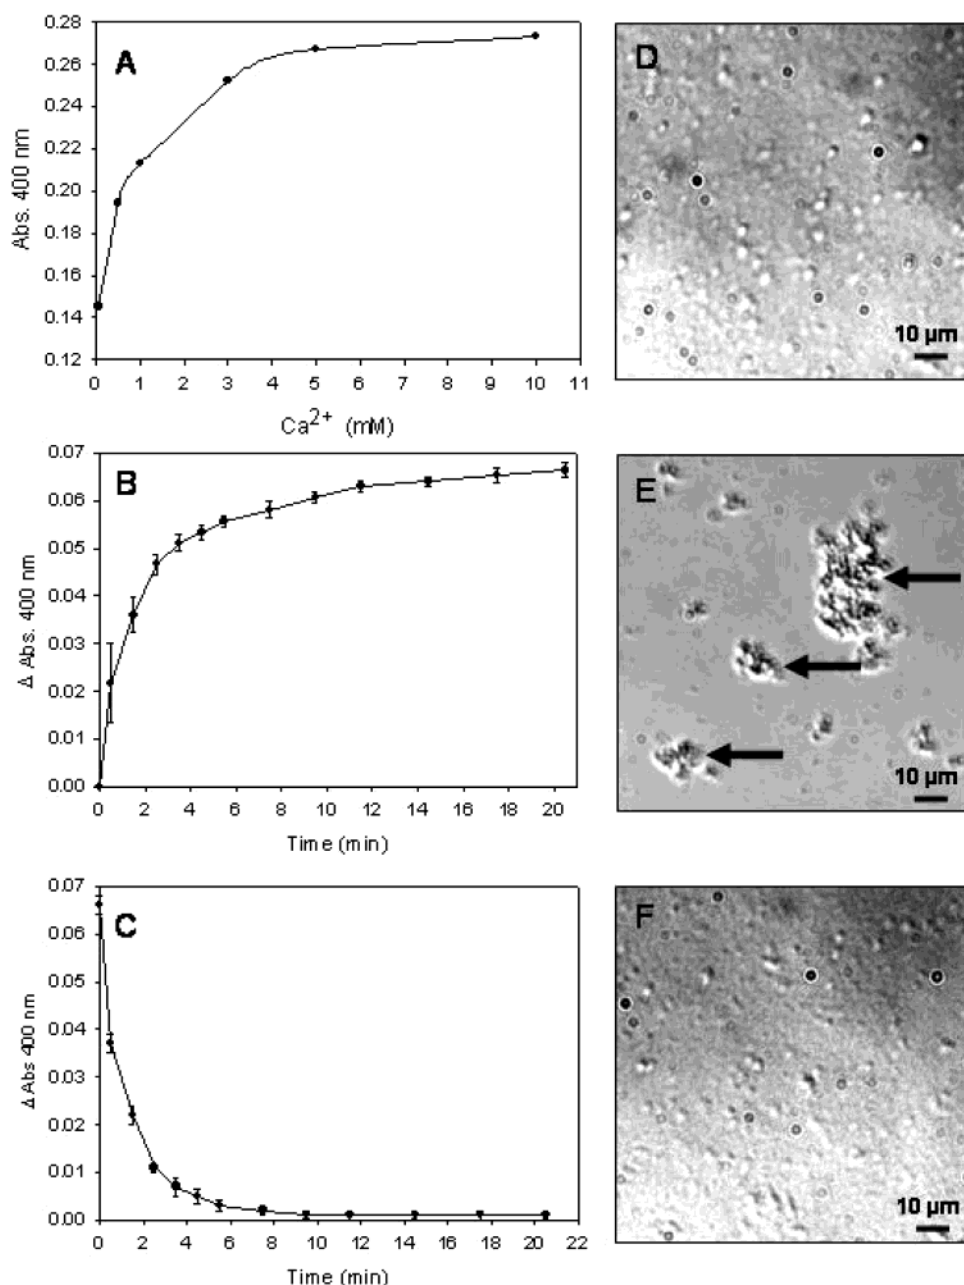 A
0.28
0.26
0.24
0.22
0.20
0.18
0.16
0.14
0.12
Abs. 400 nm
0 1 2 3 4 5 6 7 8 9 10 11
Ca2+ (mM)
D
10 µm
B
0.07
0.06
0.05
0.04
0.03
0.02
0.01
0.00
Δ Abs. 400 nm
0 2 4 6 8 10 12 14 16 18 20
Time (min)
E
10 µm
C
0.07
0.06
0.05
0.04
0.03
0.02
0.01
0.00
Δ Abs 400 nm
0 2 4 6 8 10 12 14 16 18 20 22
Time (min)
F
10 µm